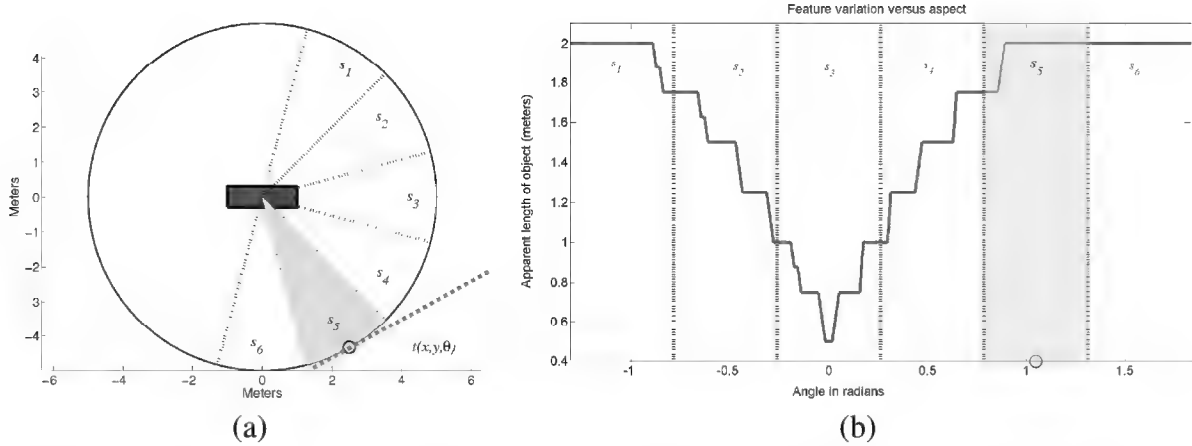 Feature variation versus aspect
4
3
2
1
0
−1
−2
3
4
−6
−4
−2
0
2
4
6
Meters
Meters
s1
s2
s3
s4
s5
s6
t(x,y,θ)
(a)
2
1.8
1.6
1.4
1.2
1
0.8
0.6
0.4
-1
-0.5
0
0.5
1
1.5
Apparent length of object (meters)
Angle in radians
s1
s2
s3
s4
s5
s6
(b)